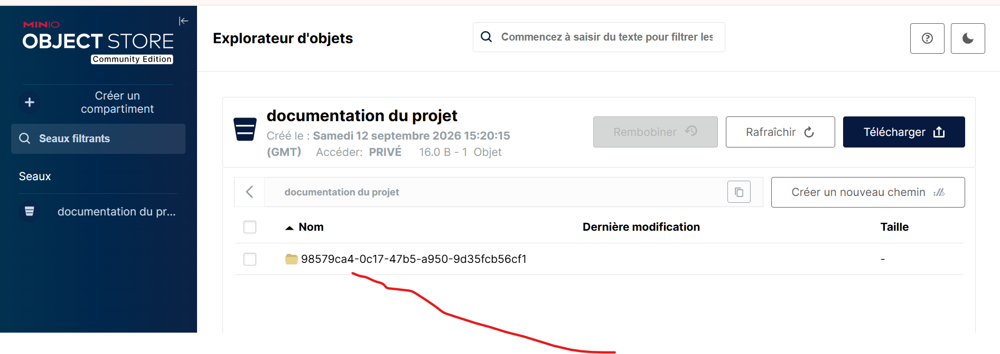 MINIO
OBJECT STORE
Community Edition
Créer un
compartiment
Seaux filtrants
Seaux
documentation du pr...
Explorateur d'objets
Commencez à saisir du texte pour filtrer les
documentation du projet
Créé le : Samedi 12 septembre 2026 15:20:15
(GMT) Accéder: PRIVÉ 16.0 B - 1 Objet
Rembobiner
Rafraîchir
Télécharger
documentation du projet
Créer un nouveau chemin
Nom Dernière modification Taille
98579ca4-0c17-47b5-a950-9d35fcb56cf1 -